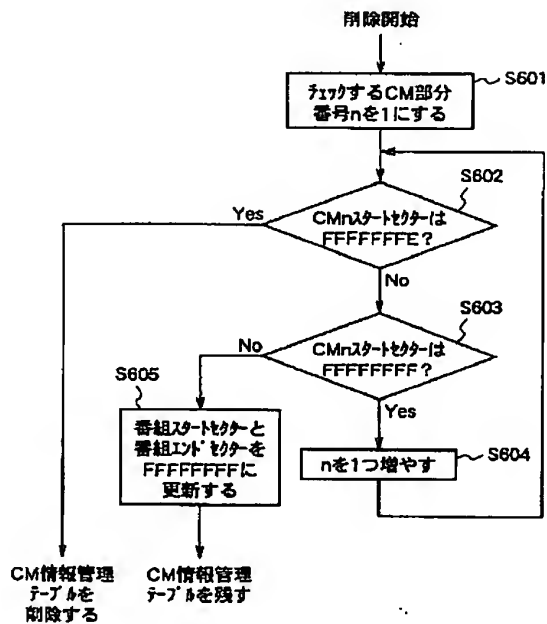 削除開始
S601
チェックするCM部分
番号nを1にする
S602
Yes
CMnスタートセクターは
FFFFFFFE?
No
S603
No
CMnスタートセクターは
FFFFFFFF?
S605
Yes
番組スタートセクターと
番組エンドセクターを
FFFFFFFFに
更新する
S604
nを1つ増やす
CM情報管理
テーブルを
削除する
CM情報管理
テーブルを残す